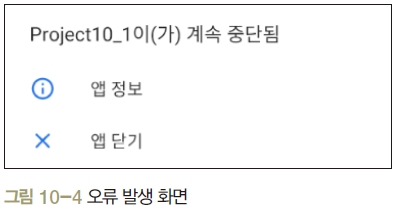 Project10_1이(가) 계속 중단됨
앱 정보
앱 닫기
그림 10-4 오류 발생 화면